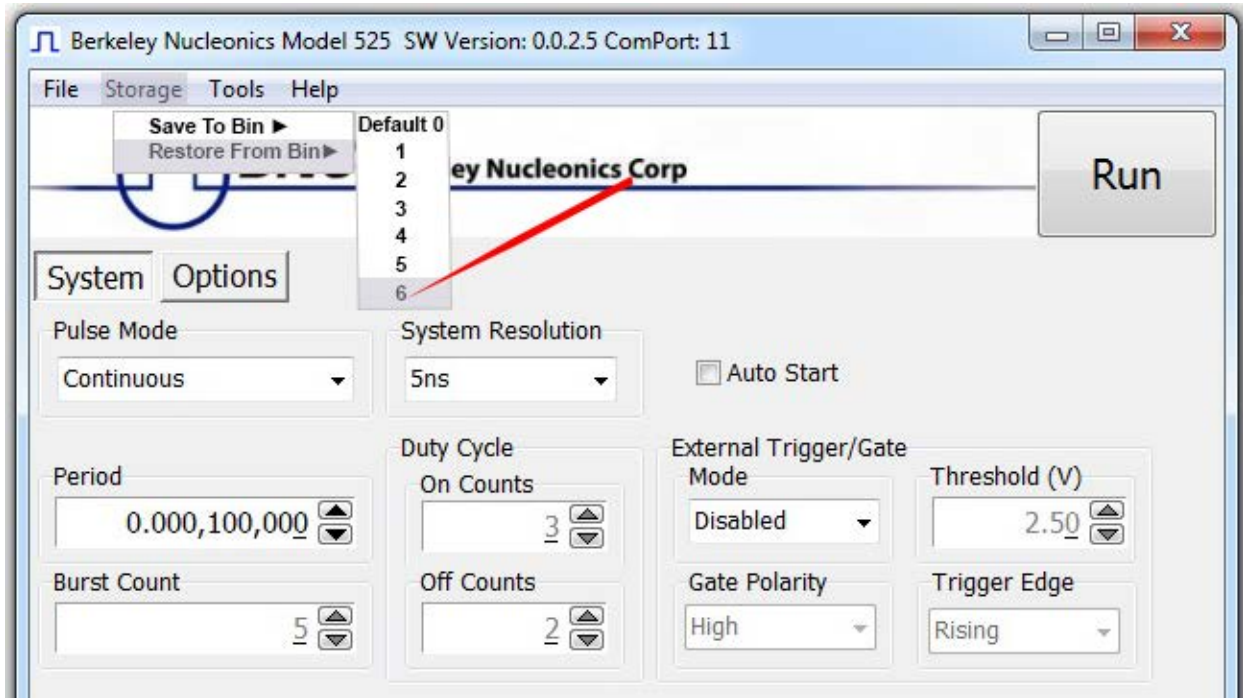 Berkeley Nucleonics Model 525 SW Version: 0.0.2.5 ComPort: 11
File Storage Tools Help
Save To Bin ▶
Restore From Bin▶
Default 0
1
2
3
4
5
6
ey Nucleonics Corp
Run
System Options
Pulse Mode
Continuous
System Resolution
5ns
Auto Start
Period
0.000,100,000
Duty Cycle
On Counts
3
External Trigger/Gate
Mode
Disabled
Threshold (V)
2.50
Burst Count
5
Off Counts
2
Gate Polarity
High
Trigger Edge
Rising